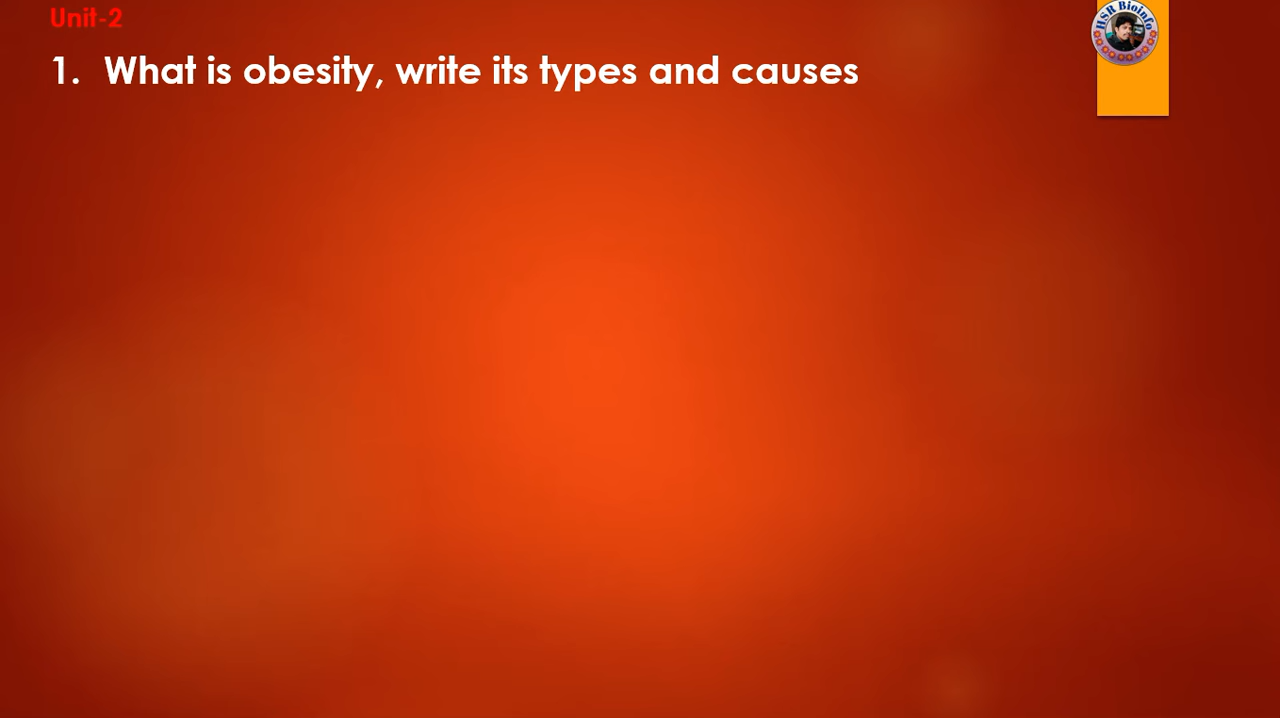 Unit-2
HSR Bioinfo
1. What is obesity, write its types and causes